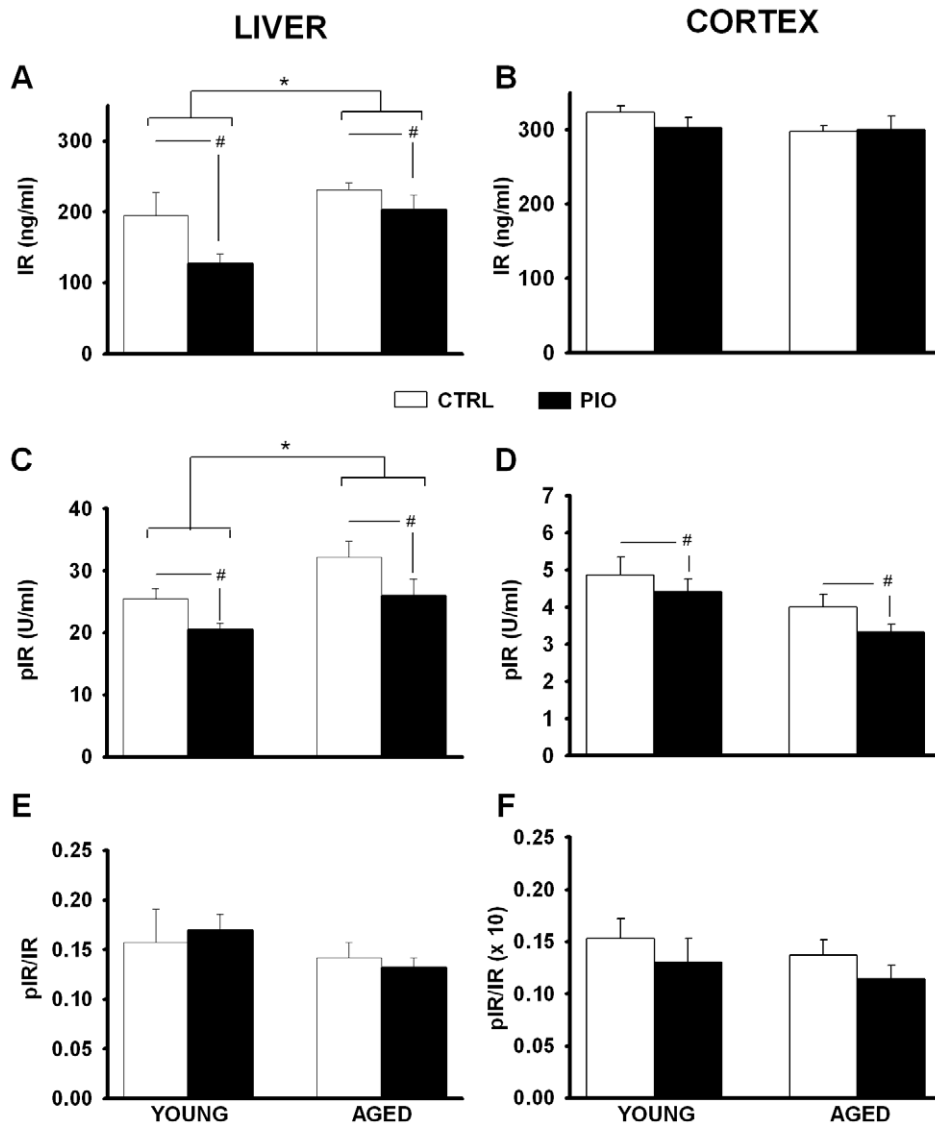 LIVER
CORTEX
A
*
#
#
IR (ng/ml)
300
200
100
0
B
IR (ng/ml)
300
200
100
0
CTRL
PIO
C
*
#
#
pIR (U/ml)
40
30
20
10
0
D
#
#
pIR (U/ml)
7
6
5
4
3
2
1
0
E
pIR/IR
0.25
0.20
0.15
0.10
0.05
0.00
YOUNG
AGED
F
pIR/IR (x 10)
0.25
0.20
0.15
0.10
0.05
0.00
YOUNG
AGED